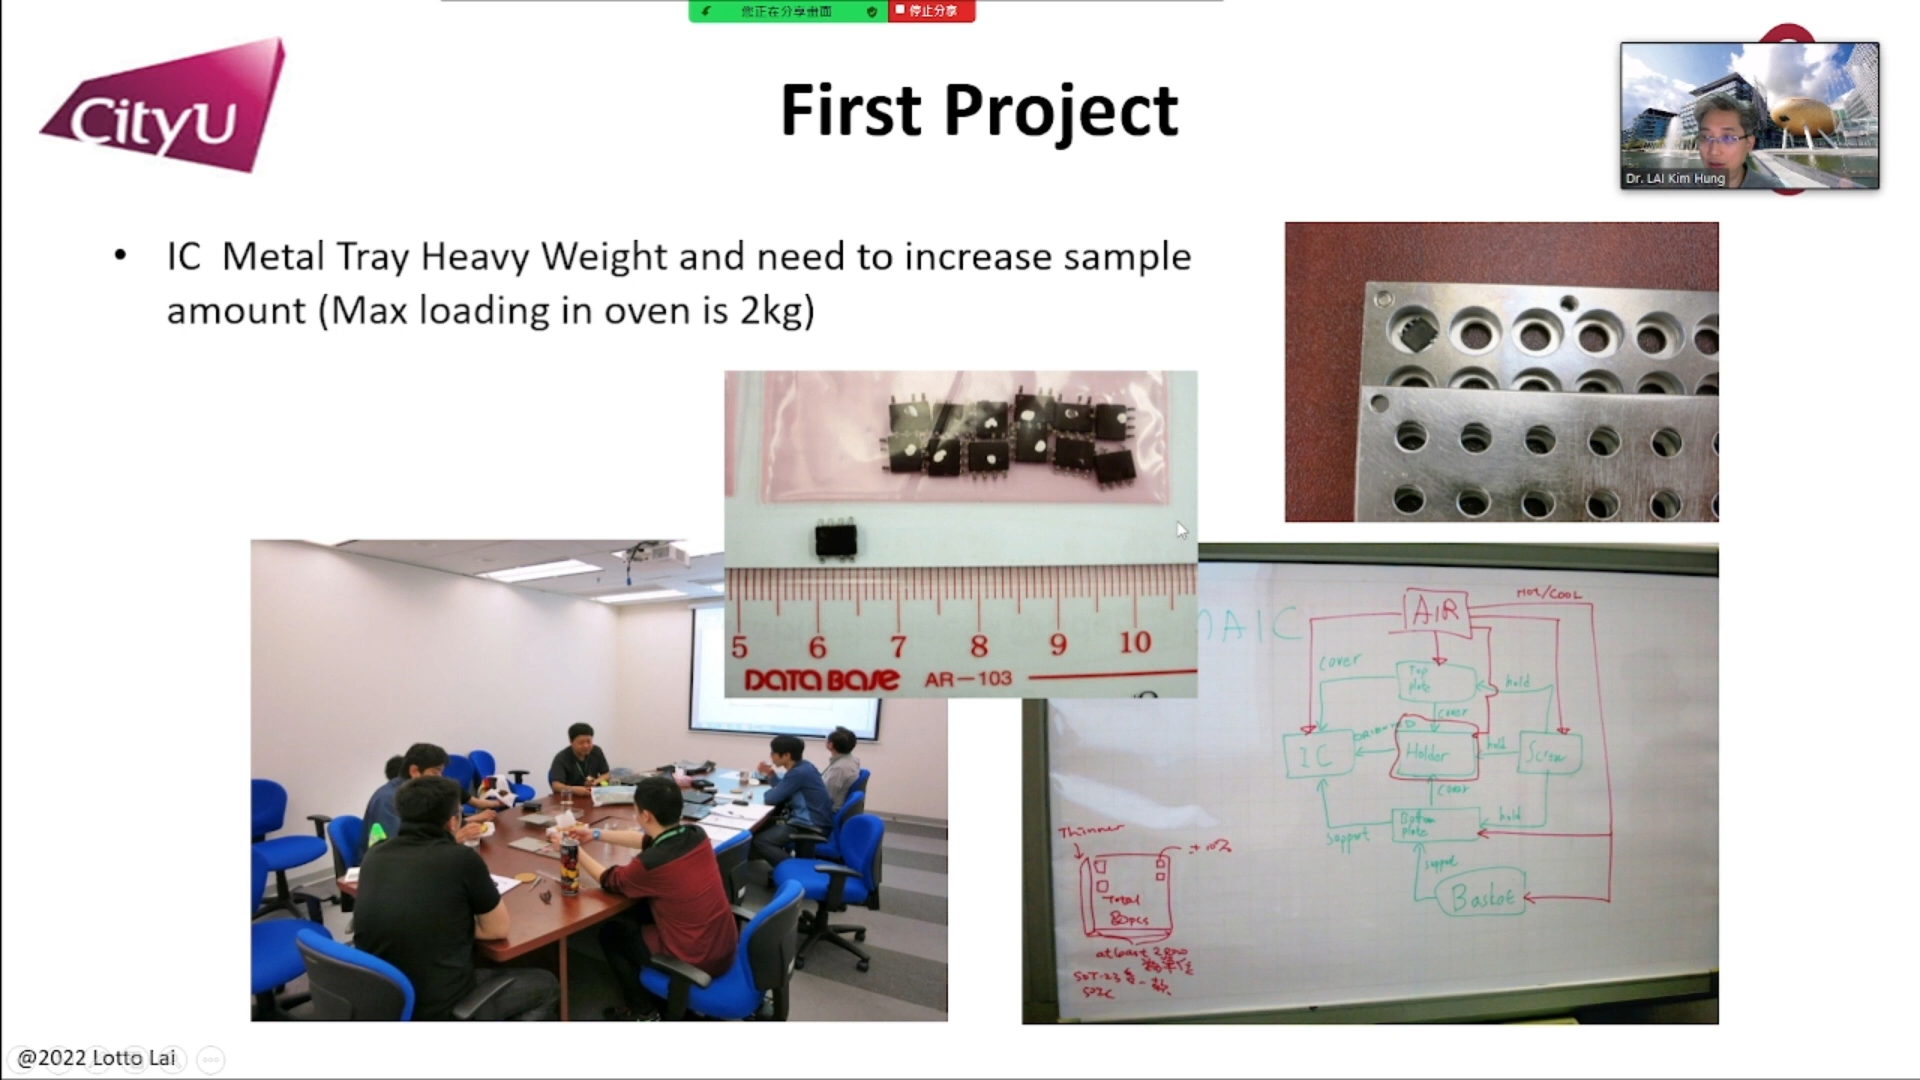 您正在分享畫面
停止分享
CityU
First Project
Dr. LAI Kim Hung
• IC Metal Tray Heavy Weight and need to increase sample
amount (Max loading in oven is 2kg)
5 6 7 8 9 10
DATA BASE AR-103
AIR
HOT/COOL
cover
Top
plate
hold
cover
IC
Holder
hold
Screw
cover
Bottom
plate
hold
support
support
Basket
Thinner
Total
80pcs
SOT-23
@2022 Lotto Lai